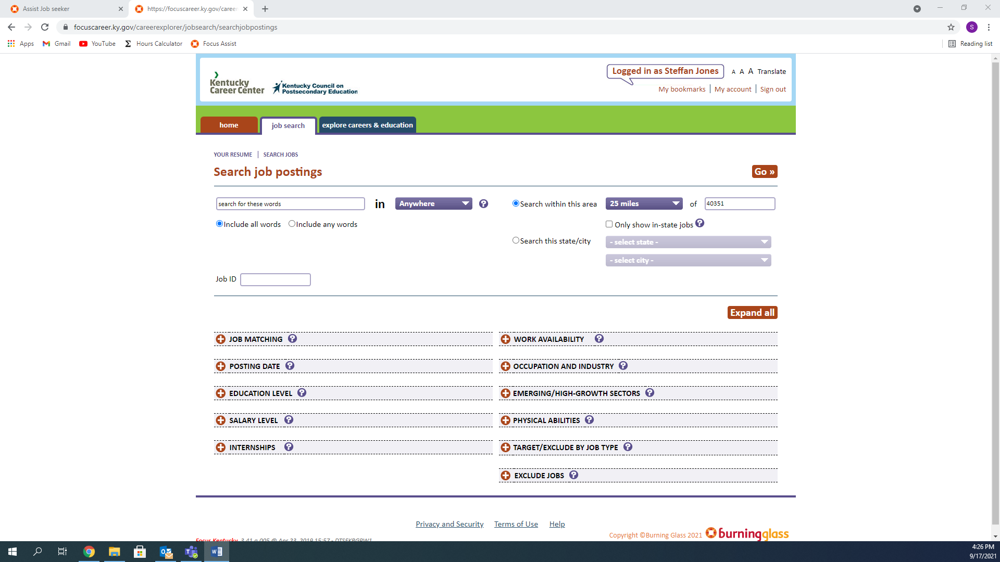 Assist Job seeker
https://focuscareer.ky.gov/career
focuscareer.ky.gov/careerexplorer/jobsearch/searchjobpostings
S
Apps
Gmail
YouTube
Hours Calculator
Focus Assist
Reading list
Kentucky
Career Center
Kentucky Council on
Postsecondary Education
Logged in as Steffan Jones
A A A Translate
My bookmarks
My account
Sign out
home
job search
explore careers & education
YOUR RESUME
SEARCH JOBS
Search job postings
Go »
search for these words
in
Anywhere
?
Search within this area
25 miles
of
40351
Include all words
Include any words
Only show in-state jobs ?
Search this state/city
- select state -
- select city -
Job ID
Expand all
JOB MATCHING ?
WORK AVAILABILITY ?
POSTING DATE ?
OCCUPATION AND INDUSTRY ?
EDUCATION LEVEL ?
EMERGING/HIGH-GROWTH SECTORS ?
SALARY LEVEL ?
PHYSICAL ABILITIES ?
INTERNSHIPS ?
TARGET/EXCLUDE BY JOB TYPE ?
EXCLUDE JOBS ?
Privacy and Security
Terms of Use
Help
Copyright ©Burning Glass 2021
burningglass
Focus Kentucky
4:26 PM
9/17/2021